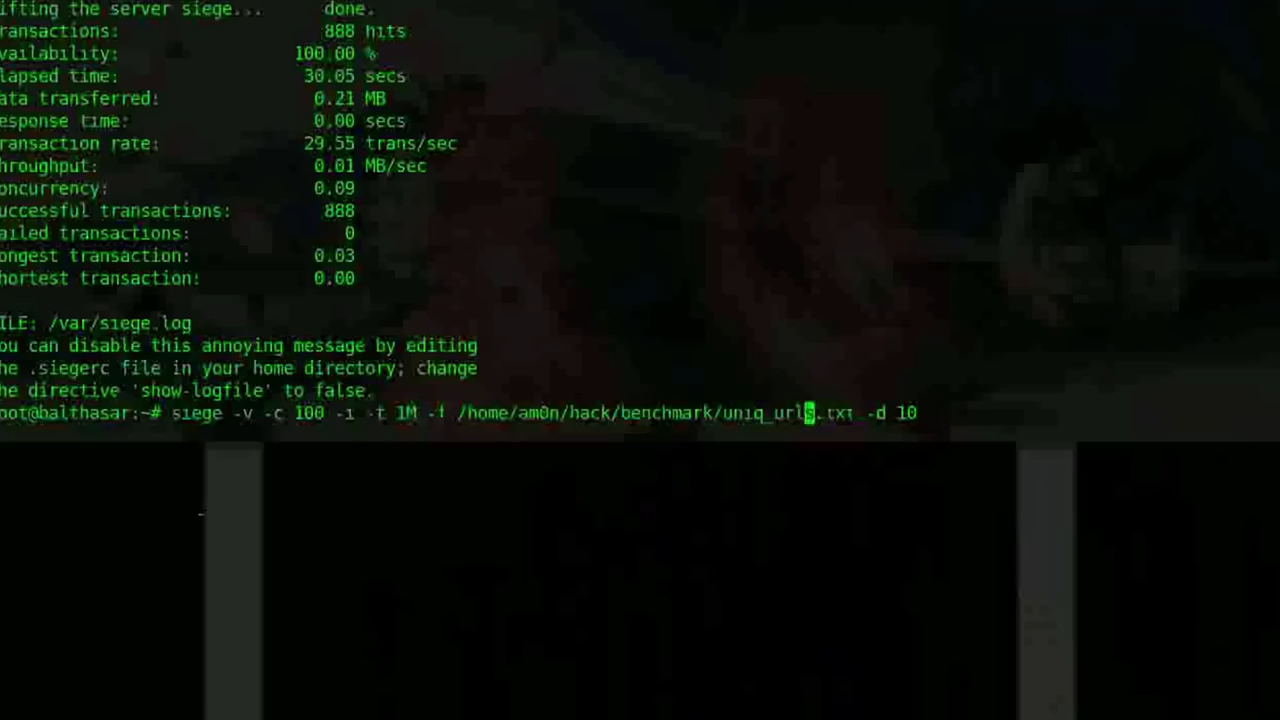 ifting the server siege...      done.
ransactions:                    888 hits
vailability:                 100.00 %
lapsed time:                  30.05 secs
ata transferred:               0.21 MB
esponse time:                  0.00 secs
ransaction rate:              29.55 trans/sec
hroughput:                     0.01 MB/sec
oncurrency:                    0.09
uccessful transactions:         888
ailed transactions:               0
ongest transaction:            0.03
hortest transaction:           0.00
ILE: /var/siege.log
ou can disable this annoying message by editing
he .siegerc file in your home directory; change
he directive 'show-logfile' to false.
oot@balthasar:~# siege -v -c 100 -i -t 1M -f /home/am0n/hack/benchmark/uniq_urls.txt -d 10